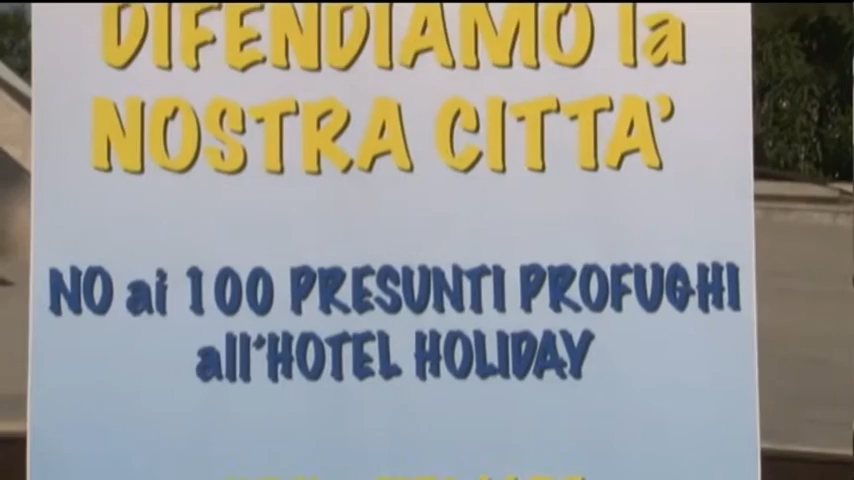 DIFENDIAMO la
NOSTRA CITTA'
NO ai 100 PRESUNTI PROFUGHI
all'HOTEL HOLIDAY